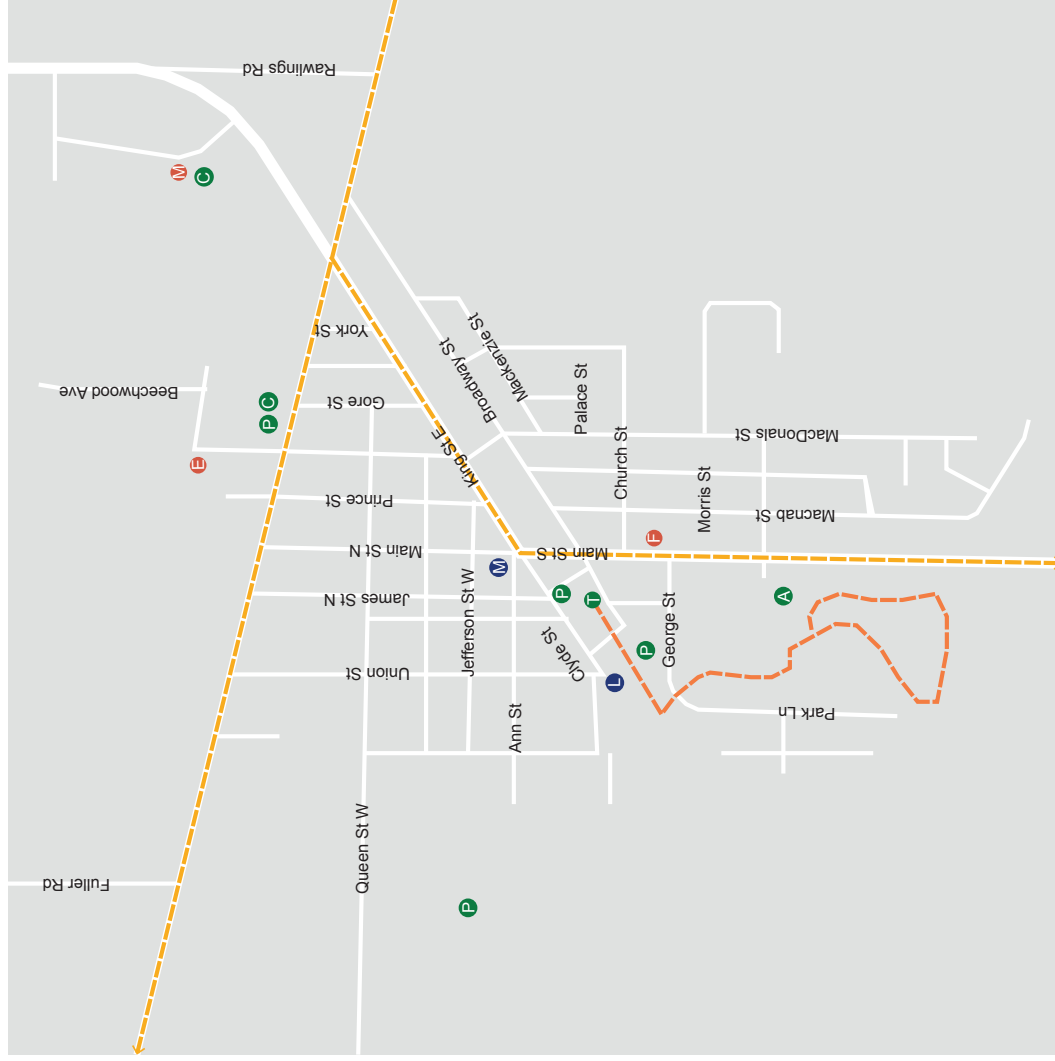 Rawlings Rd
M
C
York St
Beechwood Ave
C
P
Gore St
E
Broadway St
Mackenzie St
Palace St
King St E
Church St
MacDonals St
Prince St
Morris St
Macnab St
Main St N
Main St S
F
M
James St N
Jefferson St W
P
T
A
George St
P
Clyde St
Union St
L
Park Ln
Ann St
Queen St W
Fuller Rd
P